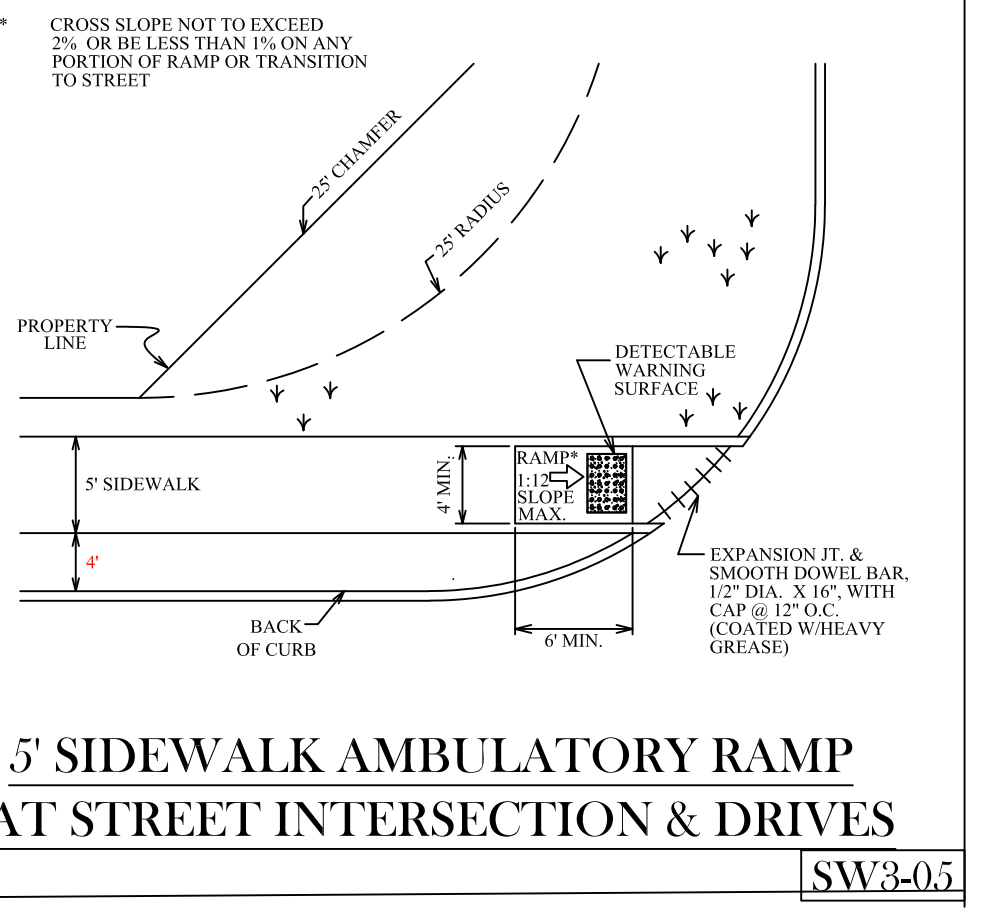 * CROSS SLOPE NOT TO EXCEED
2% OR BE LESS THAN 1% ON ANY
PORTION OF RAMP OR TRANSITION
TO STREET
25' CHAMFER
25' RADIUS
PROPERTY
LINE
DETECTABLE
WARNING
SURFACE
5' SIDEWALK
4' MIN.
RAMP*
1:12
SLOPE
MAX.
4'
EXPANSION JT. &
SMOOTH DOWEL BAR,
1/2" DIA. X 16", WITH
CAP @ 12" O.C.
(COATED W/HEAVY
GREASE)
BACK
OF CURB
6' MIN.
5' SIDEWALK AMBULATORY RAMP
AT STREET INTERSECTION & DRIVES
SW3-05